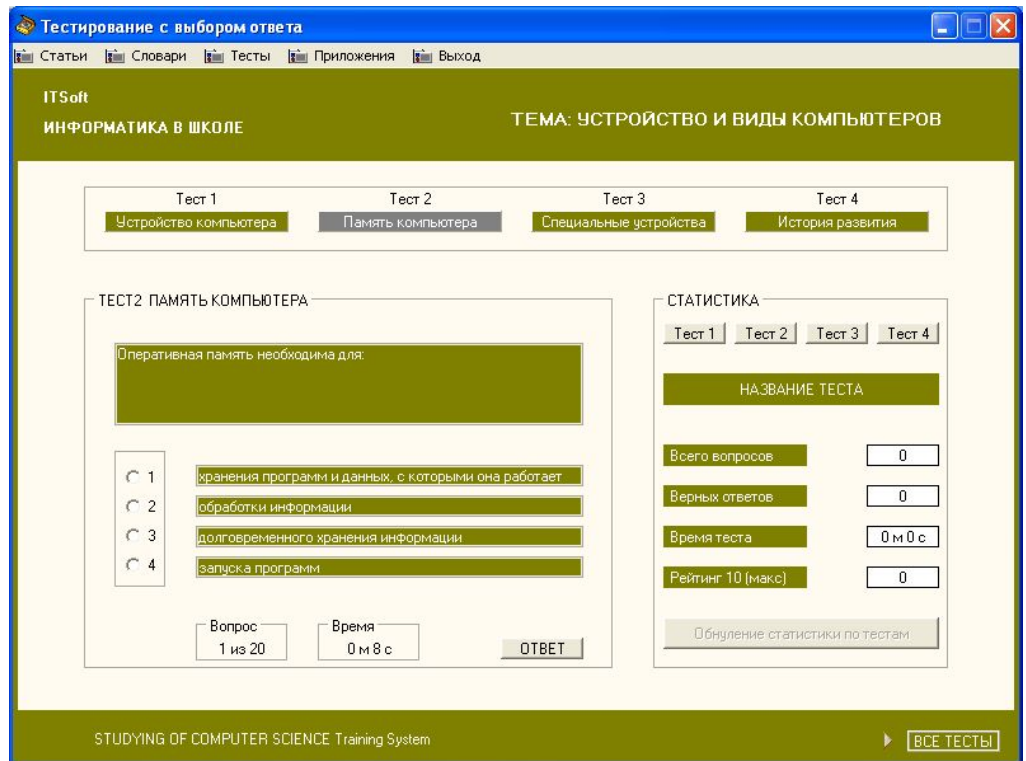 Тестирование с выбором ответа
Статьи Словари Тесты Приложения Выход
ITSoft
ИНФОРМАТИКА В ШКОЛЕ
ТЕМА: УСТРОЙСТВО И ВИДЫ КОМПЬЮТЕРОВ
Тест 1 Тест 2 Тест 3 Тест 4
Устройство компьютера Память компьютера Специальные устройства История развития
ТЕСТ2 ПАМЯТЬ КОМПЬЮТЕРА
Оперативная память необходима для:
1 хранения программ и данных, с которыми она работает
2 обработки информации
3 долговременного хранения информации
4 запуска программ
Вопрос Время
1 из 20 0 м 8 с ОТВЕТ
СТАТИСТИКА
Тест 1 Тест 2 Тест 3 Тест 4
НАЗВАНИЕ ТЕСТА
Всего вопросов 0
Верных ответов 0
Время теста 0 м 0 с
Рейтинг 10 (макс) 0
Обнуление статистики по тестам
STUDYING OF COMPUTER SCIENCE Training System
ВСЕ ТЕСТЫ